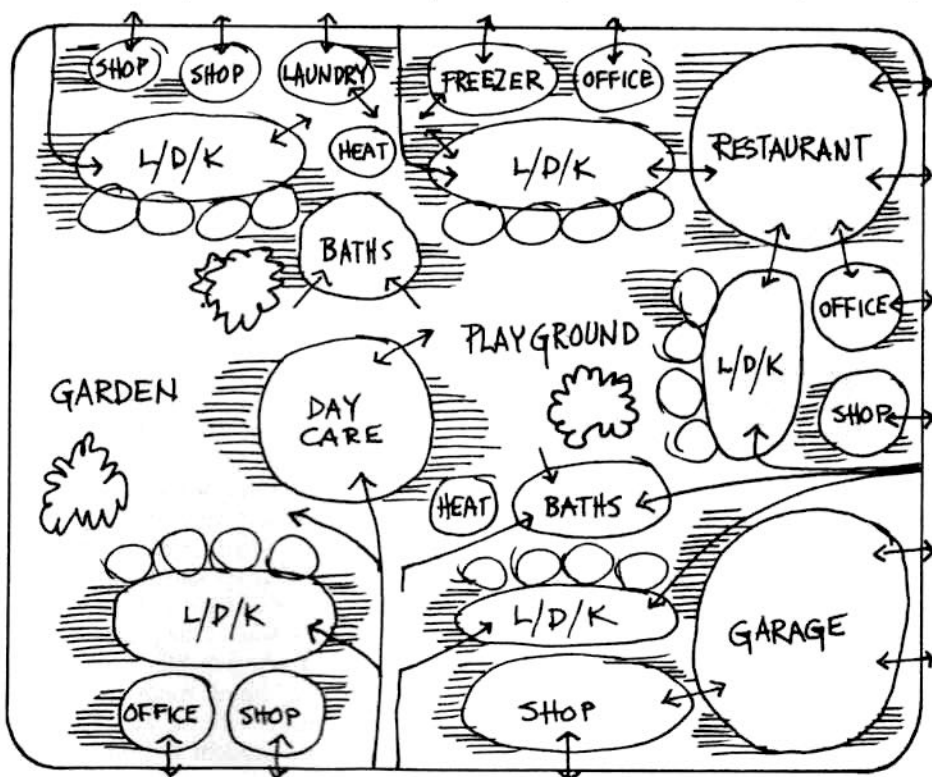 SHOP
SHOP
LAUNDRY
FREEZER
OFFICE
L/D/K
HEAT
L/D/K
RESTAURANT
BATHS
OFFICE
PLAYGROUND
L/D/K
GARDEN
DAY
CARE
SHOP
HEAT
BATHS
L/D/K
L/D/K
GARAGE
OFFICE
SHOP
SHOP